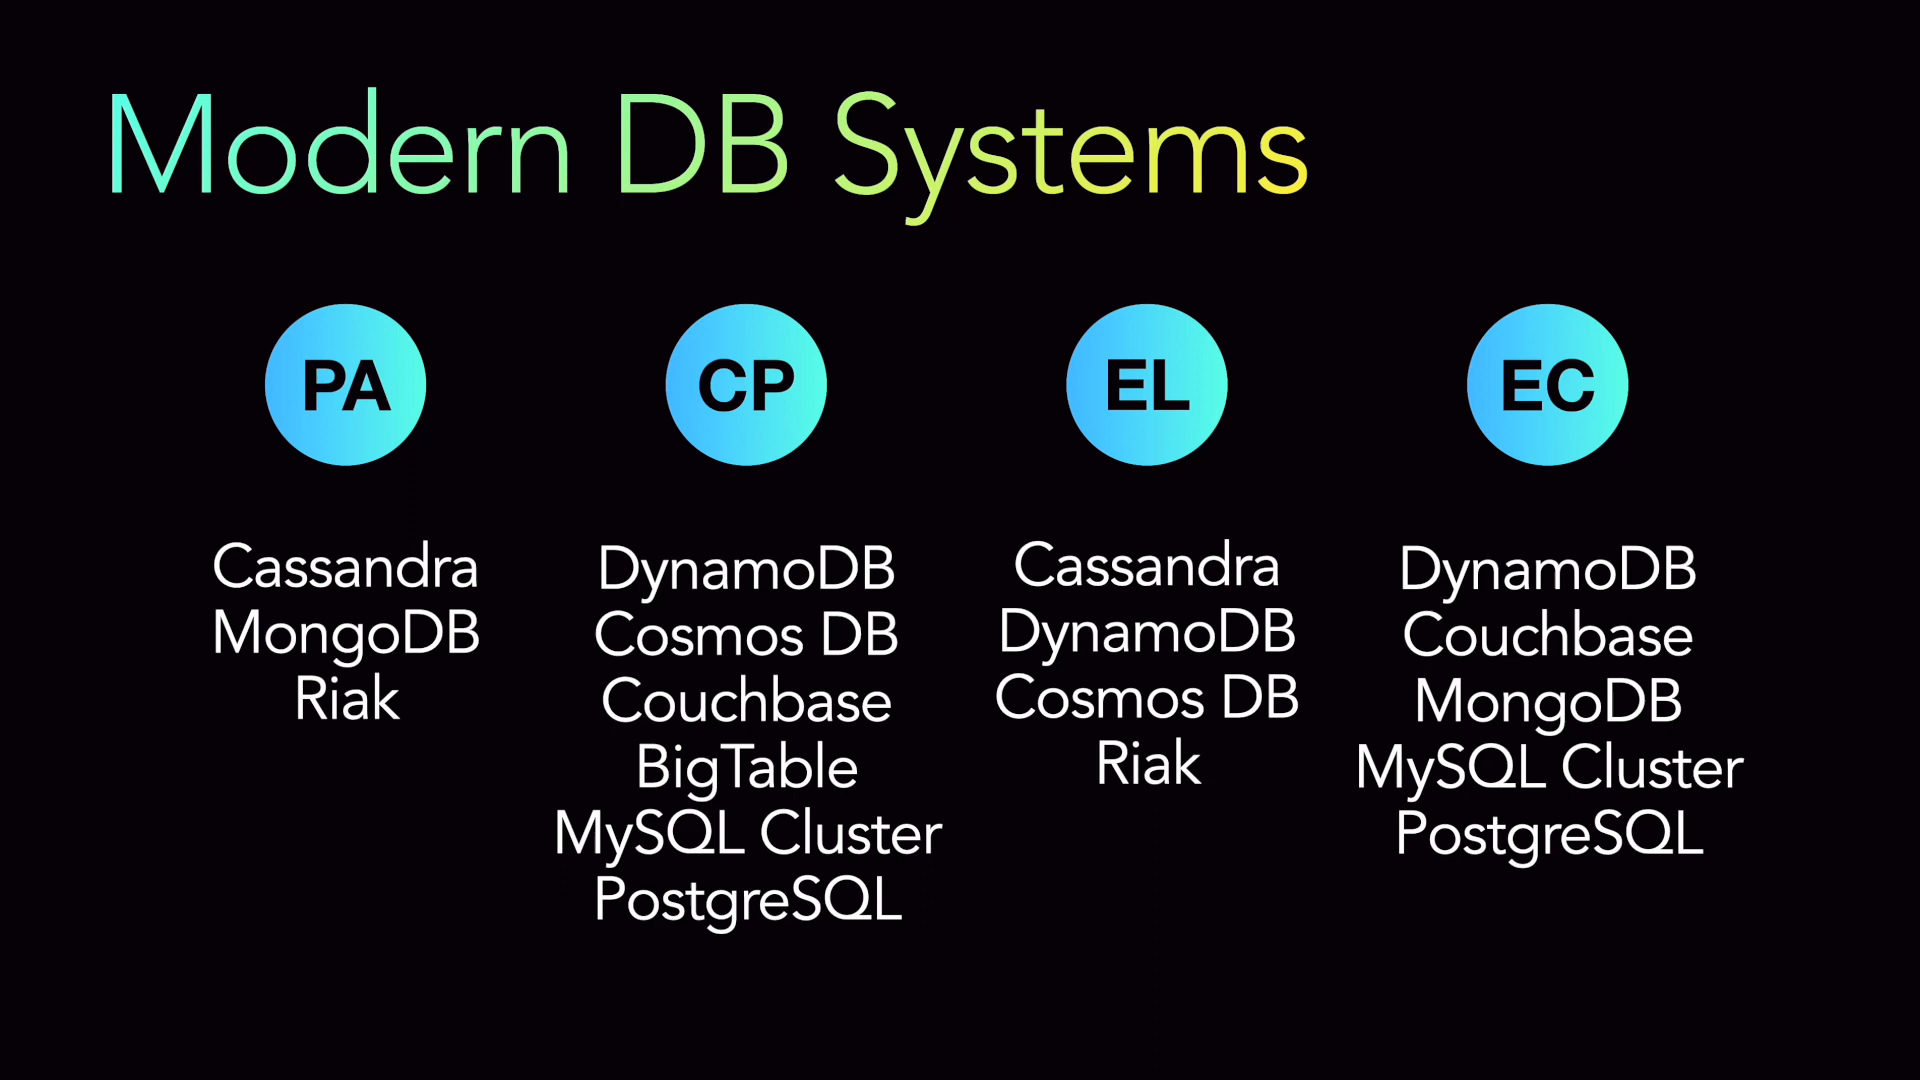 Modern DB Systems
PA
Cassandra
MongoDB
Riak
CP
DynamoDB
Cosmos DB
Couchbase
BigTable
MySQL Cluster
PostgreSQL
EL
Cassandra
DynamoDB
Cosmos DB
Riak
EC
DynamoDB
Couchbase
MongoDB
MySQL Cluster
PostgreSQL